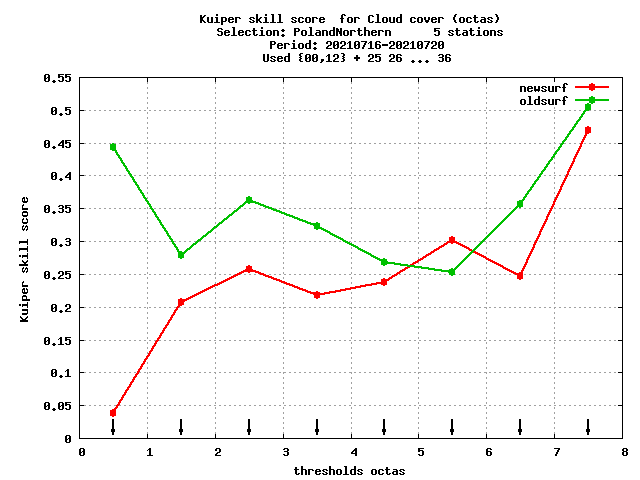 Kuiper skill score  for Cloud cover (octas)
Selection: PolandNorthern      5 stations
Period: 20210716-20210720
Used {00,12} + 25 26 ... 36
newsurf
oldsurf
Kuiper skill score
0.55
0.5
0.45
0.4
0.35
0.3
0.25
0.2
0.15
0.1
0.05
0
0 1 2 3 4 5 6 7 8
thresholds octas